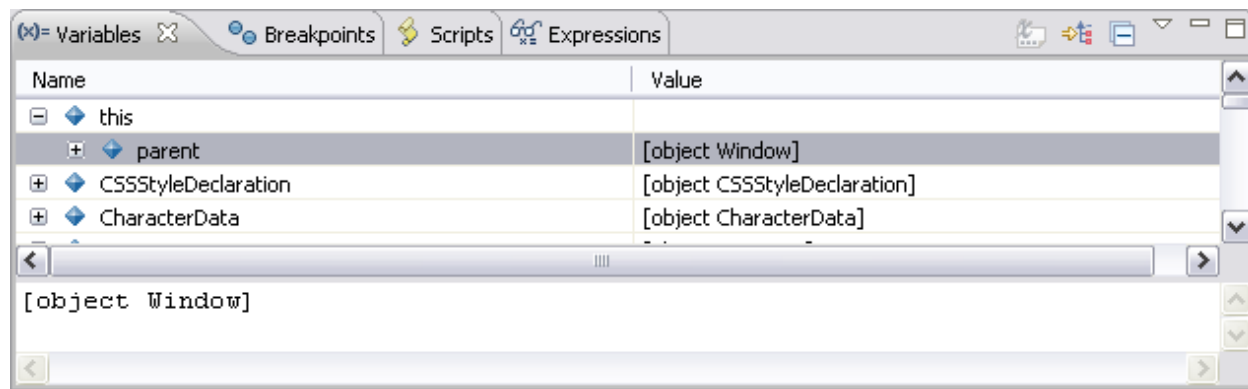 (x)= Variables Breakpoints Scripts Expressions
Name Value
this
parent [object Window]
CSSStyleDeclaration [object CSSStyleDeclaration]
CharacterData [object CharacterData]
[object Window]